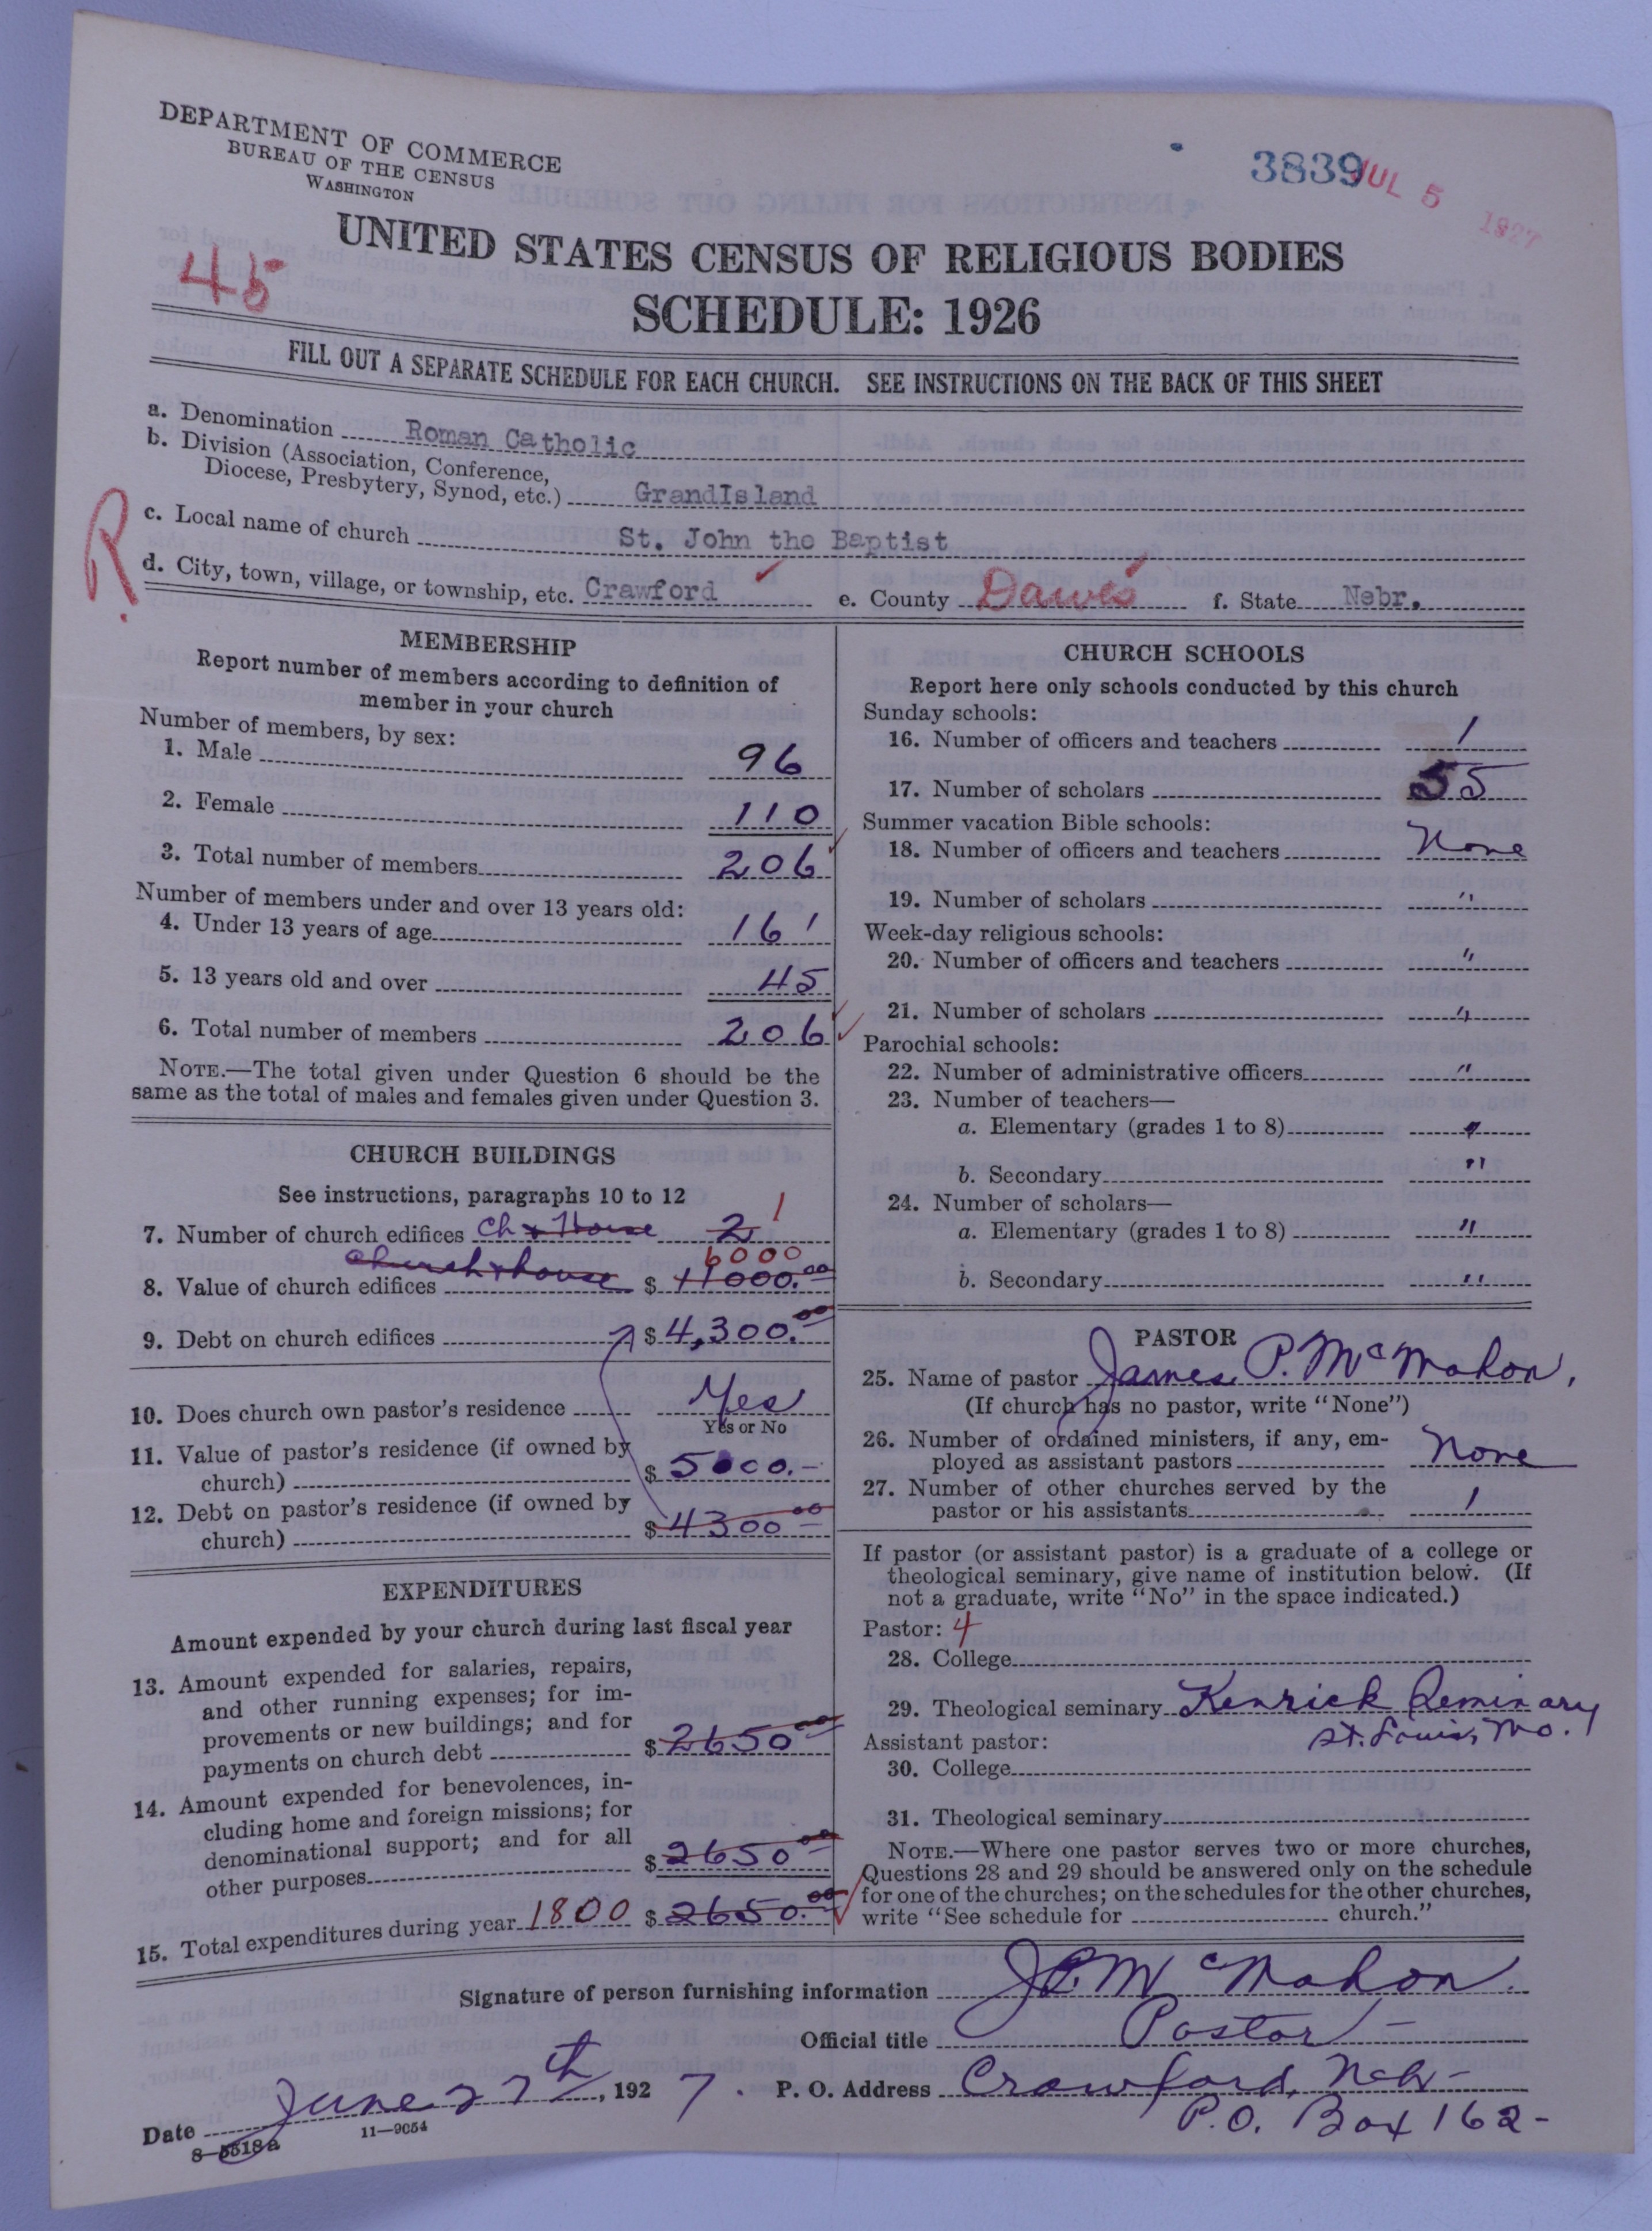 DEPARTMENT OF COMMERCE
BUREAU OF THE CENSUS
WASHINGTON
3839 JUL 5 1927
UNITED STATES CENSUS OF RELIGIOUS BODIES
45
SCHEDULE: 1926
FILL OUT A SEPARATE SCHEDULE FOR EACH CHURCH. SEE INSTRUCTIONS ON THE BACK OF THIS SHEET
a. Denomination Roman Catholic
b. Division (Association, Conference,
Diocese, Presbytery, Synod, etc.) GrandIsland
R.
c. Local name of church St. John the Baptist
d. City, town, village, or township, etc. Crawford e. County Dawes f. State Nebr.
MEMBERSHIP
Report number of members according to definition of
member in your church
Number of members, by sex:
1. Male 96
2. Female 110
3. Total number of members 206
Number of members under and over 13 years old:
4. Under 13 years of age 161
5. 13 years old and over 45
6. Total number of members 206
NOTE.—The total given under Question 6 should be the
same as the total of males and females given under Question 3.
CHURCH BUILDINGS
See instructions, paragraphs 10 to 12
7. Number of church edifices Ch & House 2 1
church & house 6000
8. Value of church edifices $ 11000.00
9. Debt on church edifices $ 4,300.00
10. Does church own pastor's residence Yes
Yes or No
11. Value of pastor's residence (if owned by
church) $ 5000.-
12. Debt on pastor's residence (if owned by
church) $ 4300 00
EXPENDITURES
Amount expended by your church during last fiscal year
13. Amount expended for salaries, repairs,
and other running expenses; for im-
provements or new buildings; and for
payments on church debt $ 2650 00
14. Amount expended for benevolences, in-
cluding home and foreign missions; for
denominational support; and for all
other purposes $ 2650 00
15. Total expenditures during year 1800 $ 2650.00
CHURCH SCHOOLS
Report here only schools conducted by this church
Sunday schools:
16. Number of officers and teachers 1
17. Number of scholars 55
Summer vacation Bible schools:
18. Number of officers and teachers None
19. Number of scholars "
Week-day religious schools:
20. Number of officers and teachers "
21. Number of scholars "
Parochial schools:
22. Number of administrative officers "
23. Number of teachers—
a. Elementary (grades 1 to 8) "
b. Secondary "
24. Number of scholars—
a. Elementary (grades 1 to 8) "
b. Secondary "
PASTOR
25. Name of pastor James P. McMahon,
(If church has no pastor, write "None")
26. Number of ordained ministers, if any, em-
ployed as assistant pastors None
27. Number of other churches served by the
pastor or his assistants 1
If pastor (or assistant pastor) is a graduate of a college or
theological seminary, give name of institution below. (If
not a graduate, write "No" in the space indicated.)
Pastor: 4
28. College
29. Theological seminary Kenrick Seminary
St. Louis, Mo.
Assistant pastor:
30. College
31. Theological seminary
NOTE.—Where one pastor serves two or more churches,
Questions 28 and 29 should be answered only on the schedule
for one of the churches; on the schedules for the other churches,
write "See schedule for church."
Signature of person furnishing information J.P. McMahon.
Official title Pastor -
Date June 27th, 1927. P. O. Address Crawford, Neb-
P.O. Box 162-
8-5518a 11-9054